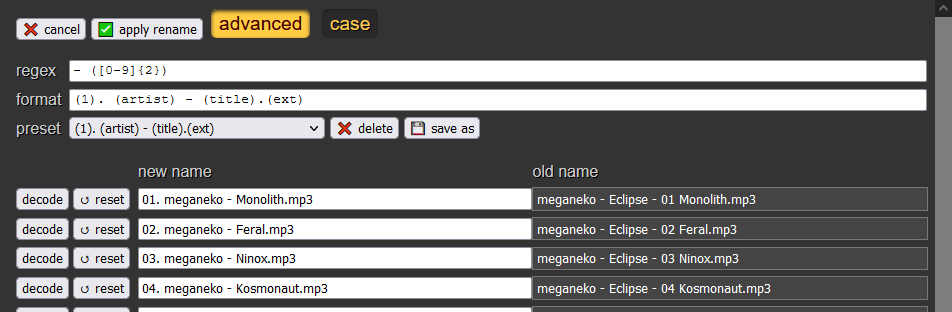 ❌ cancel ✅ apply rename advanced case
regex - ([0-9]{2})
format (1). (artist) - (title).(ext)
preset (1). (artist) - (title).(ext) ❌ delete 💾 save as
new name old name
decode ↺ reset 01. meganeko - Monolith.mp3 meganeko - Eclipse - 01 Monolith.mp3
decode ↺ reset 02. meganeko - Feral.mp3 meganeko - Eclipse - 02 Feral.mp3
decode ↺ reset 03. meganeko - Ninox.mp3 meganeko - Eclipse - 03 Ninox.mp3
decode ↺ reset 04. meganeko - Kosmonaut.mp3 meganeko - Eclipse - 04 Kosmonaut.mp3